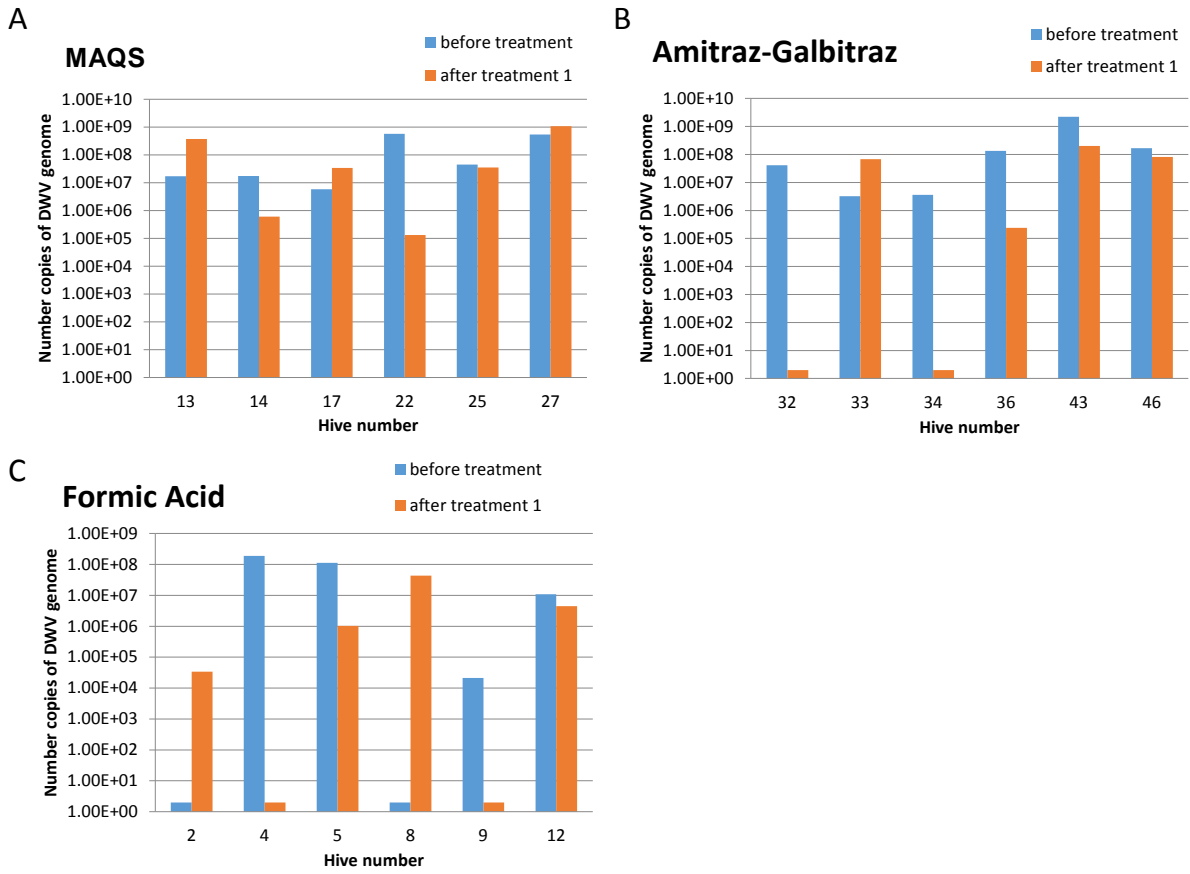 A
MAQS
before treatment
after treatment 1
1.00E+10
1.00E+09
1.00E+08
1.00E+07
1.00E+06
1.00E+05
1.00E+04
1.00E+03
1.00E+02
1.00E+01
1.00E+00
Number copies of DWV genome
13 14 17 22 25 27
Hive number
B
Amitraz-Galbitraz
before treatment
after treatment 1
1.00E+10
1.00E+09
1.00E+08
1.00E+07
1.00E+06
1.00E+05
1.00E+04
1.00E+03
1.00E+02
1.00E+01
1.00E+00
Number copies of DWV genome
32 33 34 36 43 46
Hive number
C
Formic Acid
before treatment
after treatment 1
1.00E+09
1.00E+08
1.00E+07
1.00E+06
1.00E+05
1.00E+04
1.00E+03
1.00E+02
1.00E+01
1.00E+00
Number copies of DWV genome
2 4 5 8 9 12
Hive number